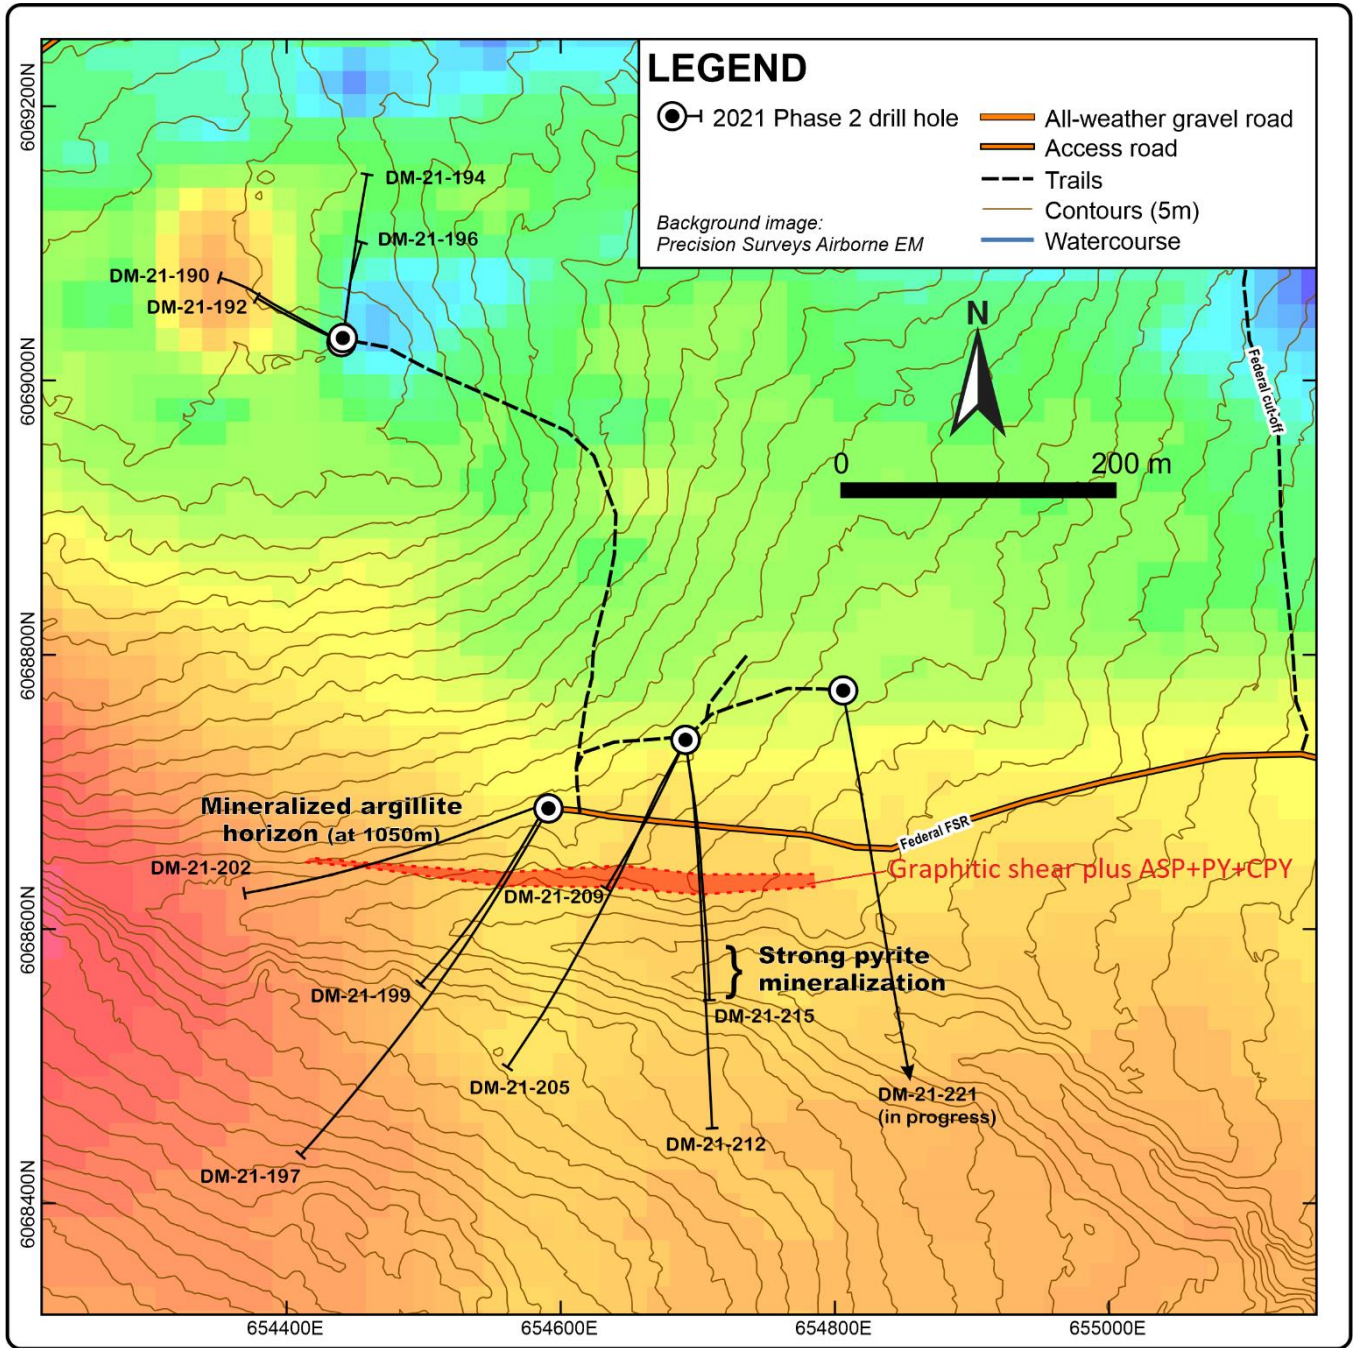 LEGEND
2021 Phase 2 drill hole
All-weather gravel road
Access road
Trails
Contours (5m)
Watercourse
Background image:
Precision Surveys Airborne EM
6069200N
6069000N
6068800N
6068600N
6068400N
DM-21-194
DM-21-196
DM-21-190
DM-21-192
N
0 200 m
Federal cut-off
Mineralized argillite
horizon (at 1050m)
DM-21-202
Federal FSR
Graphitic shear plus ASP+PY+CPY
DM-21-209
Strong pyrite
mineralization
DM-21-199
DM-21-215
DM-21-205
DM-21-221
(in progress)
DM-21-212
DM-21-197
654400E
654600E
654800E
655000E